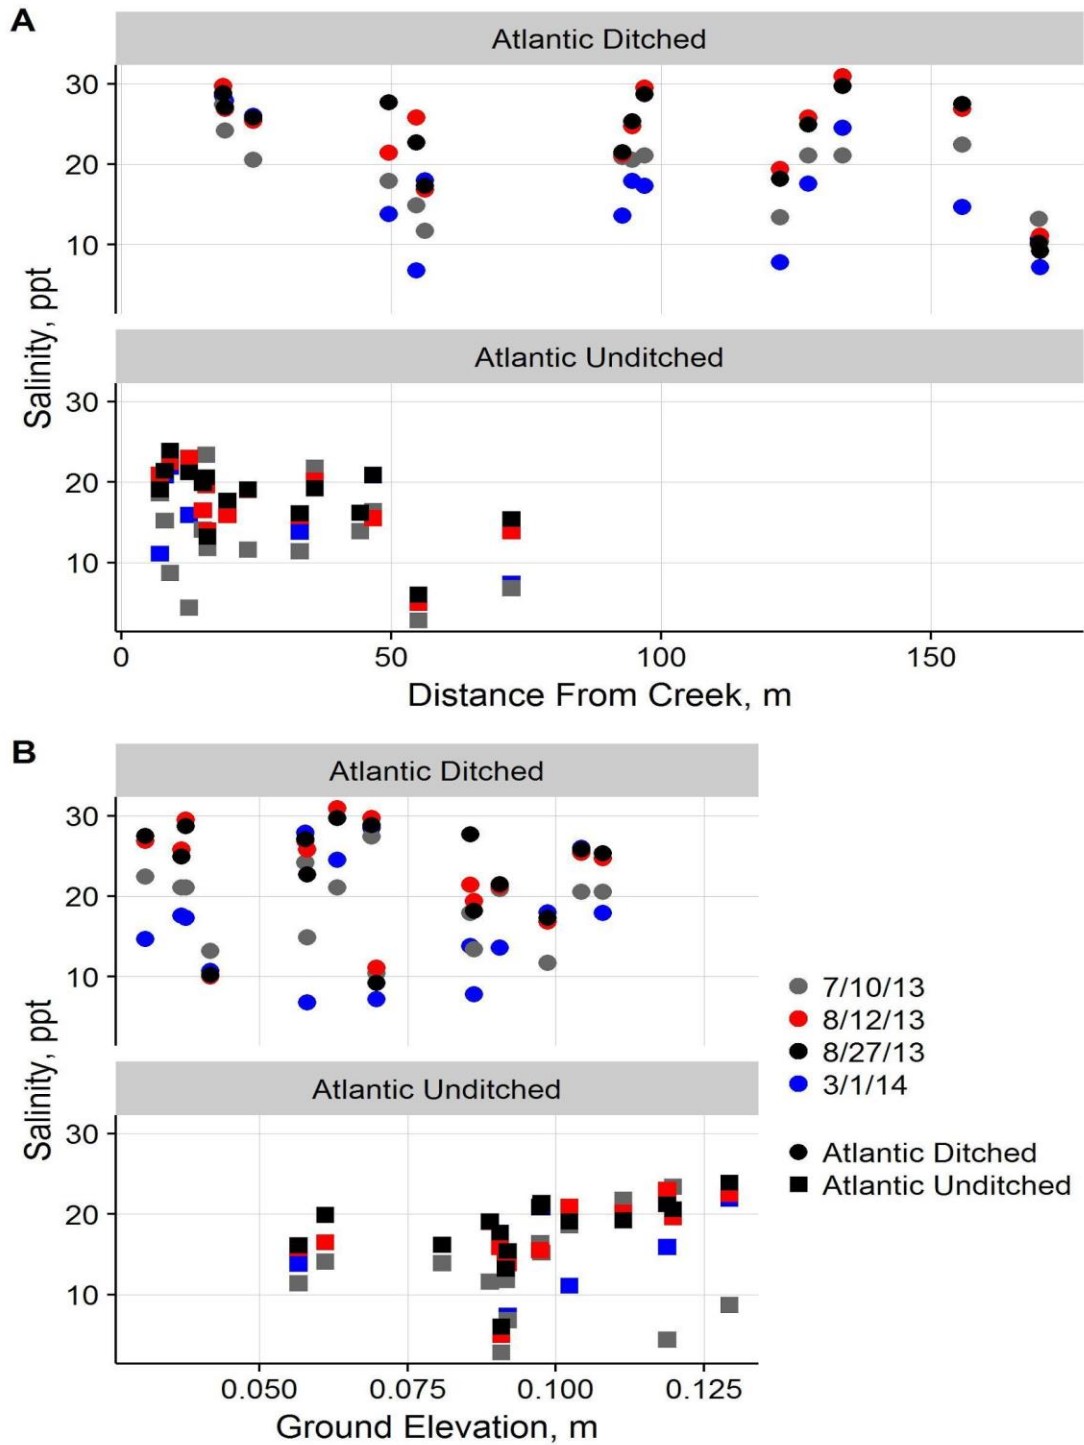 A
Atlantic Ditched
30
20
10
Atlantic Unditched
30
20
10
Salinity, ppt
0 50 100 150
Distance From Creek, m
B
Atlantic Ditched
30
20
10
Atlantic Unditched
30
20
10
Salinity, ppt
0.050 0.075 0.100 0.125
Ground Elevation, m
7/10/13
8/12/13
8/27/13
3/1/14
Atlantic Ditched
Atlantic Unditched